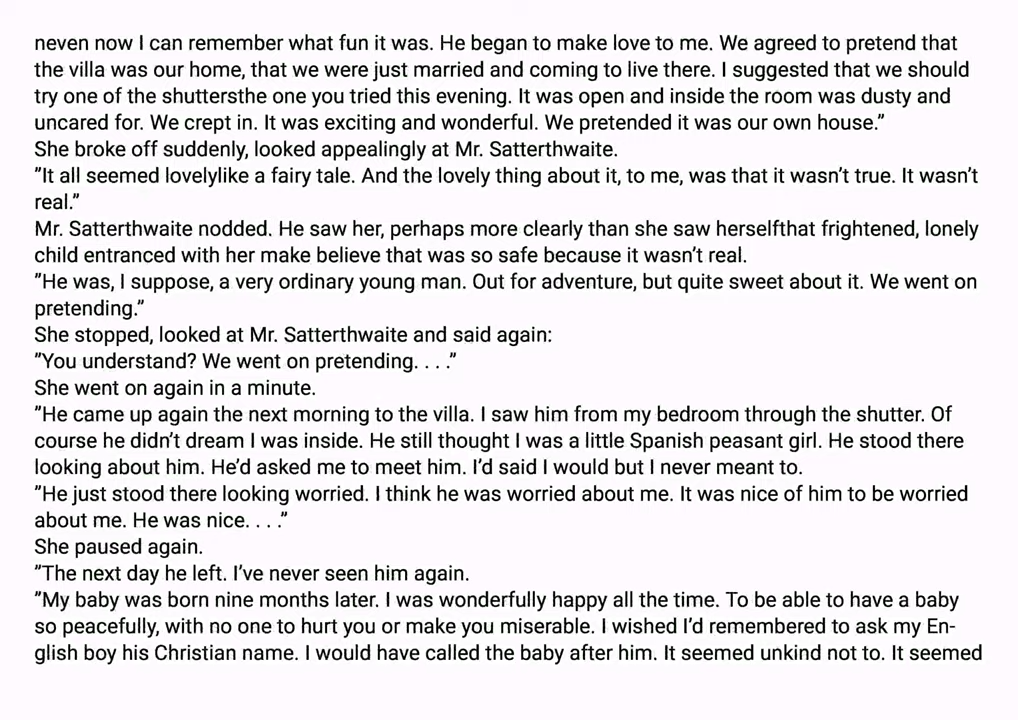 neven now I can remember what fun it was. He began to make love to me. We agreed to pretend that
the villa was our home, that we were just married and coming to live there. I suggested that we should
try one of the shuttersthe one you tried this evening. It was open and inside the room was dusty and
uncared for. We crept in. It was exciting and wonderful. We pretended it was our own house.”
She broke off suddenly, looked appealingly at Mr. Satterthwaite.
”It all seemed lovelylike a fairy tale. And the lovely thing about it, to me, was that it wasn’t true. It wasn’t
real.”
Mr. Satterthwaite nodded. He saw her, perhaps more clearly than she saw herselfthat frightened, lonely
child entranced with her make believe that was so safe because it wasn’t real.
”He was, I suppose, a very ordinary young man. Out for adventure, but quite sweet about it. We went on
pretending.”
She stopped, looked at Mr. Satterthwaite and said again:
”You understand? We went on pretending. . . .”
She went on again in a minute.
”He came up again the next morning to the villa. I saw him from my bedroom through the shutter. Of
course he didn’t dream I was inside. He still thought I was a little Spanish peasant girl. He stood there
looking about him. He’d asked me to meet him. I’d said I would but I never meant to.
”He just stood there looking worried. I think he was worried about me. It was nice of him to be worried
about me. He was nice. . . .”
She paused again.
”The next day he left. I’ve never seen him again.
”My baby was born nine months later. I was wonderfully happy all the time. To be able to have a baby
so peacefully, with no one to hurt you or make you miserable. I wished I’d remembered to ask my En-
glish boy his Christian name. I would have called the baby after him. It seemed unkind not to. It seemed